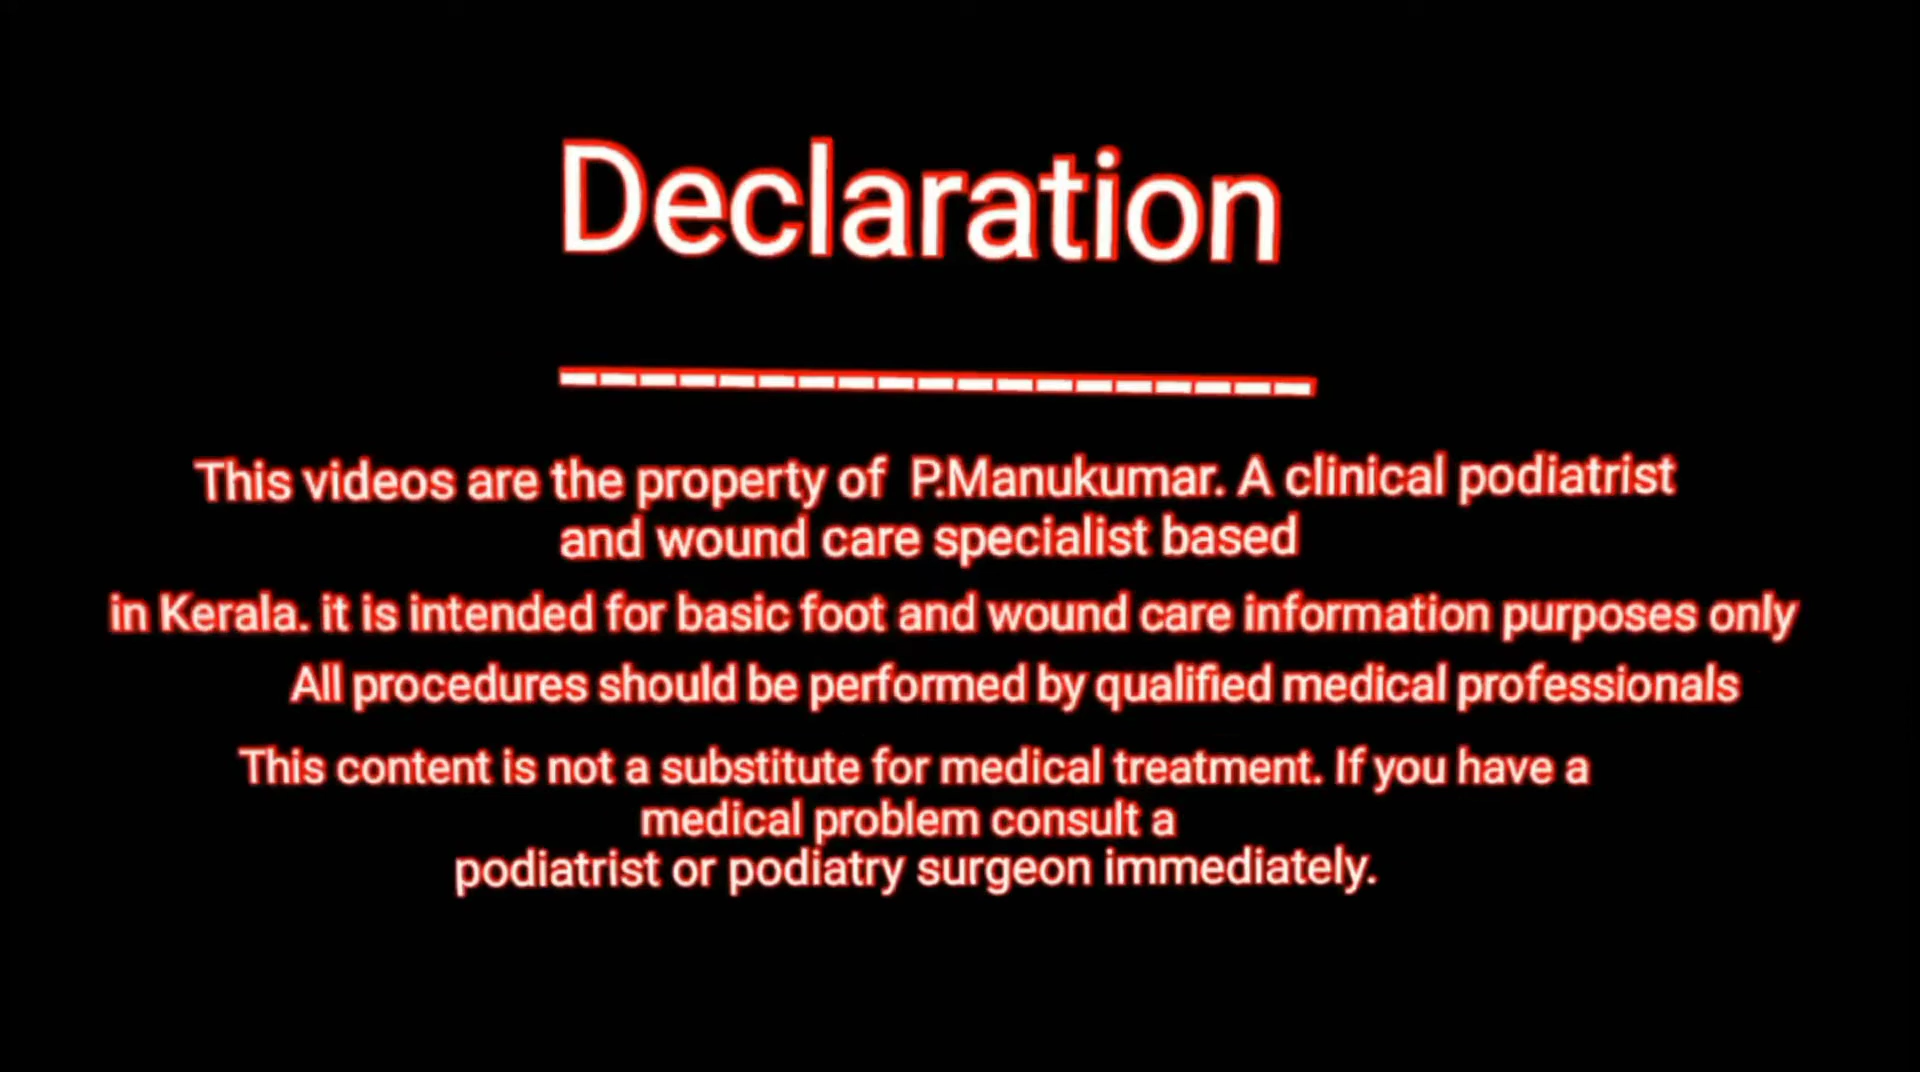 Declaration
-------------------
This videos are the property of P.Manukumar. A clinical podiatrist
and wound care specialist based
in Kerala. it is intended for basic foot and wound care information purposes only
All procedures should be performed by qualified medical professionals
This content is not a substitute for medical treatment. If you have a
medical problem consult a
podiatrist or podiatry surgeon immediately.